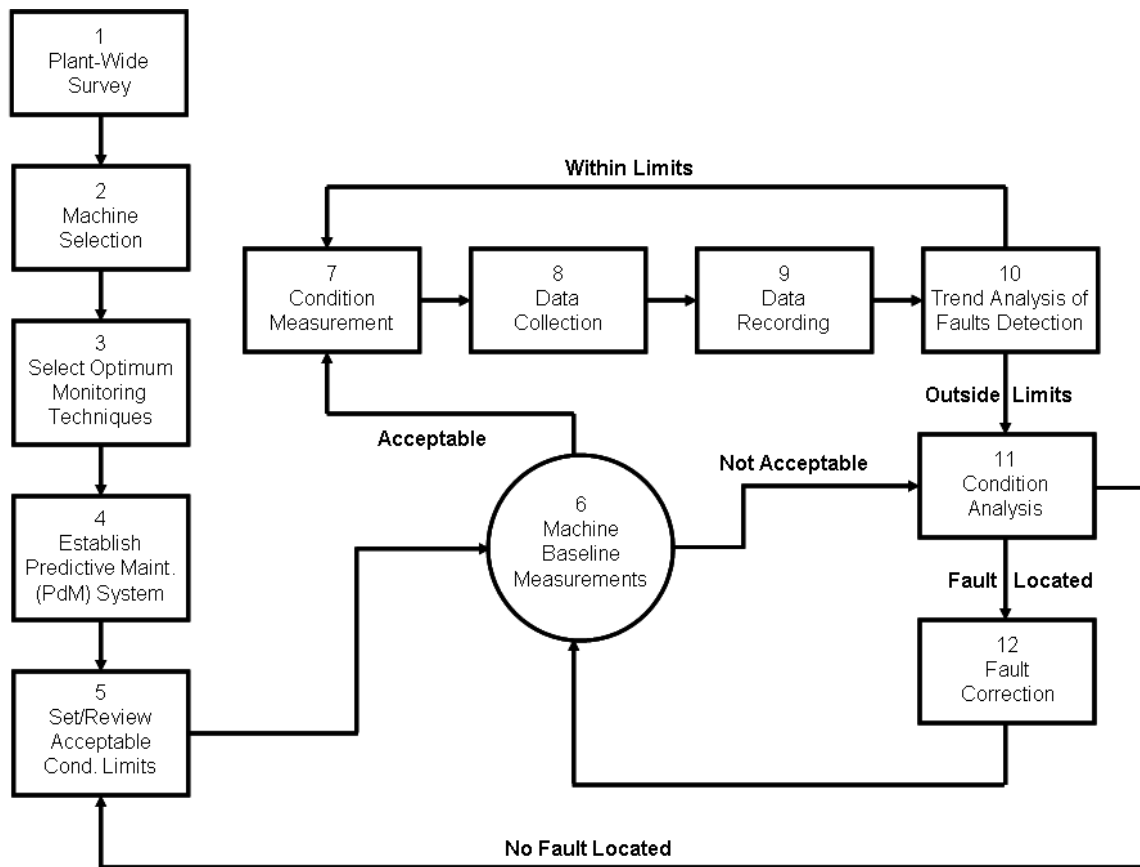 1
Plant-Wide
Survey
2
Machine
Selection
3
Select Optimum
Monitoring
Techniques
4
Establish
Predictive Maint.
(PdM) System
5
Set/Review
Acceptable
Cond. Limits
6
Machine
Baseline
Measurements
Acceptable
Not Acceptable
Within Limits
7
Condition
Measurement
8
Data
Collection
9
Data
Recording
10
Trend Analysis of
Faults Detection
Outside Limits
11
Condition
Analysis
Fault Located
12
Fault
Correction
No Fault Located